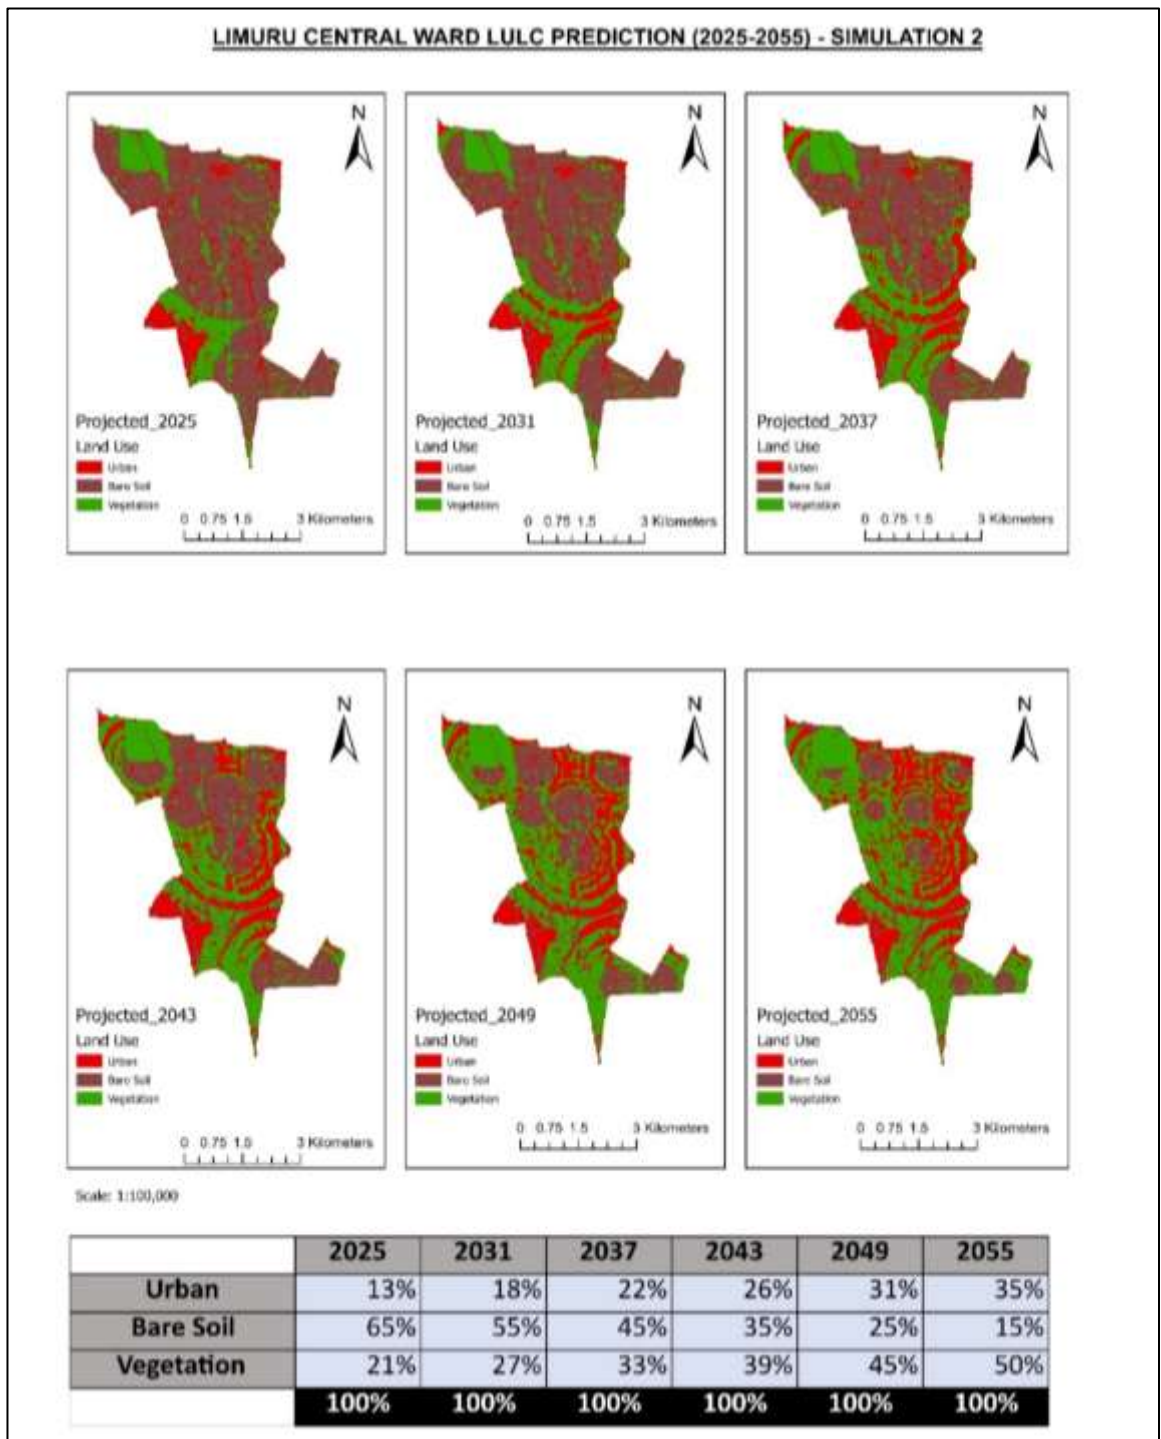 LIMURU CENTRAL WARD LULC PREDICTION (2025-2055) - SIMULATION 2
N
Projected_2025
Land Use
Urban
Bare Soil
Vegetation
0 0.75 1.5 3 Kilometers
N
Projected_2031
Land Use
Urban
Bare Soil
Vegetation
0 0.75 1.5 3 Kilometers
N
Projected_2037
Land Use
Urban
Bare Soil
Vegetation
0 0.75 1.5 3 Kilometers
N
Projected_2043
Land Use
Urban
Bare Soil
Vegetation
0 0.75 1.5 3 Kilometers
N
Projected_2049
Land Use
Urban
Bare Soil
Vegetation
0 0.75 1.5 3 Kilometers
N
Projected_2055
Land Use
Urban
Bare Soil
Vegetation
0 0.75 1.5 3 Kilometers
Scale: 1:100,000
2025 2031 2037 2043 2049 2055
Urban 13% 18% 22% 26% 31% 35%
Bare Soil 65% 55% 45% 35% 25% 15%
Vegetation 21% 27% 33% 39% 45% 50%
100% 100% 100% 100% 100% 100%